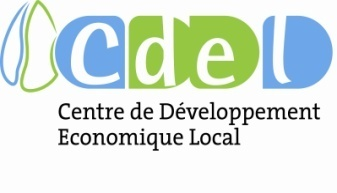 Cdel
Centre de Développement
Economique Local